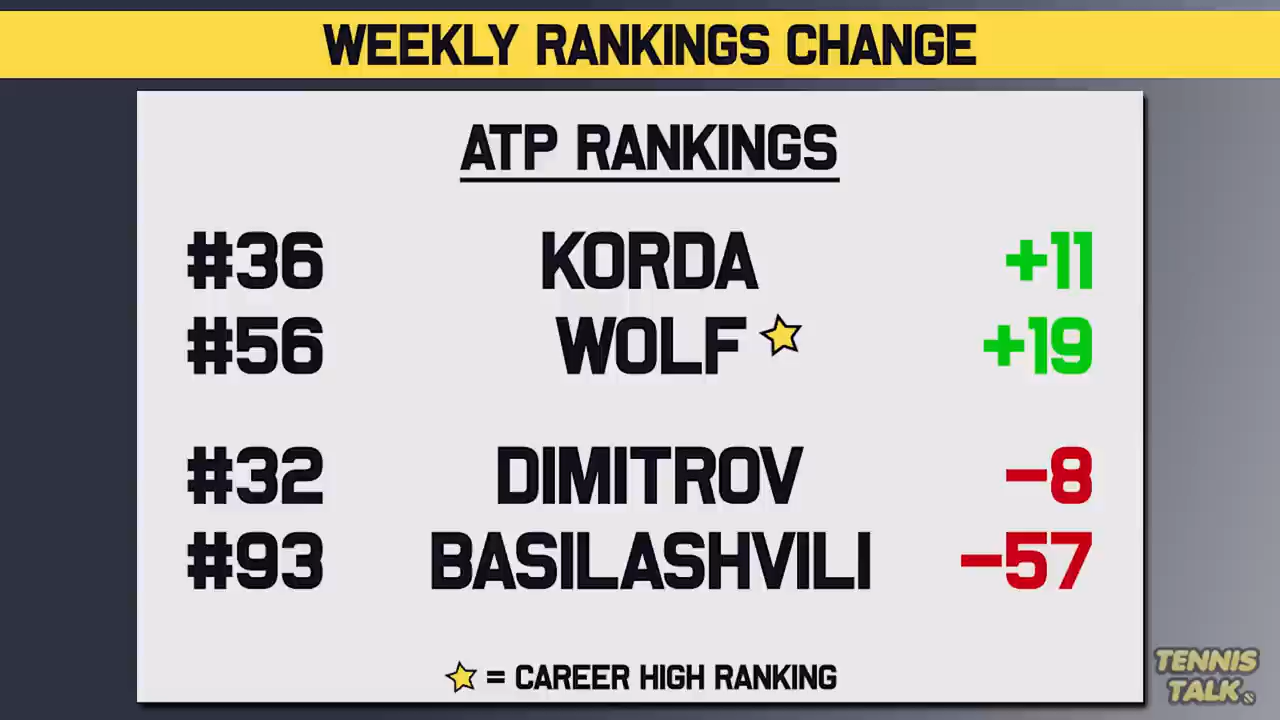 WEEKLY RANKINGS CHANGE
ATP RANKINGS
#36 KORDA +11
#56 WOLF +19
#32 DIMITROV -8
#93 BASILASHVILI -57
= CAREER HIGH RANKING
TENNIS
TALK